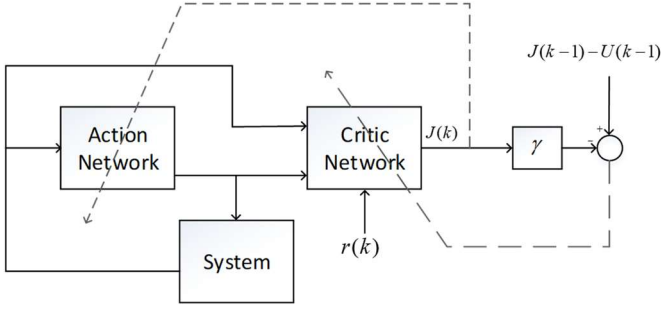 J(k−1)−U(k−1)
Action
Network
Critic
Network
J(k)
γ
+
−
System
r(k)